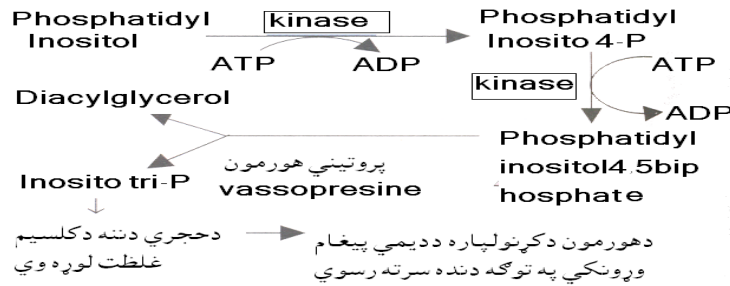 Phosphatidyl
Inositol
kinase
ATP
ADP
Phosphatidyl
Inosito 4-P
kinase
ATP
ADP
Phosphatidyl
inositol4,5bip
hosphate
Diacylglycerol
پروتيني هورمون
vassopresine
Inosito tri-P
دحجري دننه دکلسيم
غلظت لوړه وي
دهورمون دکړنولپاره ددېمي پيغام
وړونکي په توګه دنده سرته رسوي